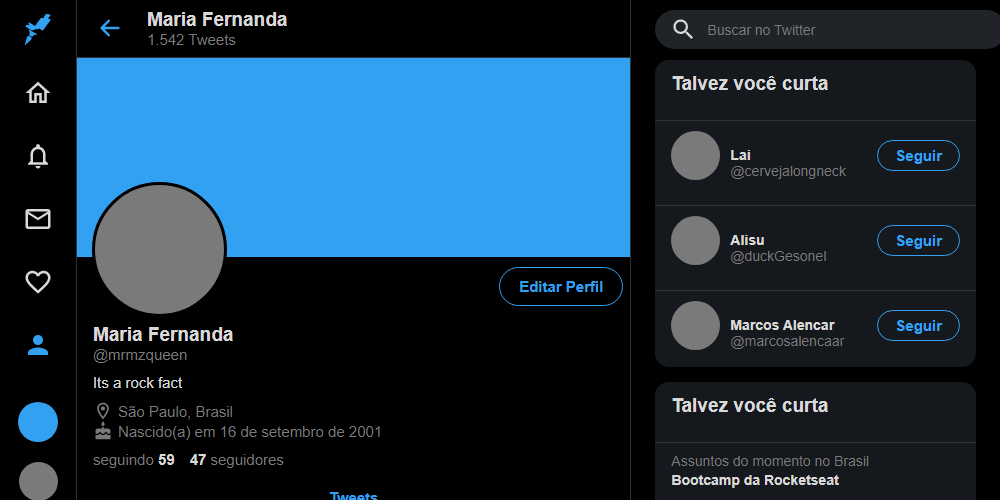 Maria Fernanda
1.542 Tweets
Editar Perfil
Maria Fernanda
@mrmzqueen
Its a rock fact
São Paulo, Brasil
Nascido(a) em 16 de setembro de 2001
seguindo 59 47 seguidores
Tweets
Buscar no Twitter
Talvez você curta
Lai
@cervejalongneck
Seguir
Alisu
@duckGesonel
Seguir
Marcos Alencar
@marcosalencaar
Seguir
Talvez você curta
Assuntos do momento no Brasil
Bootcamp da Rocketseat